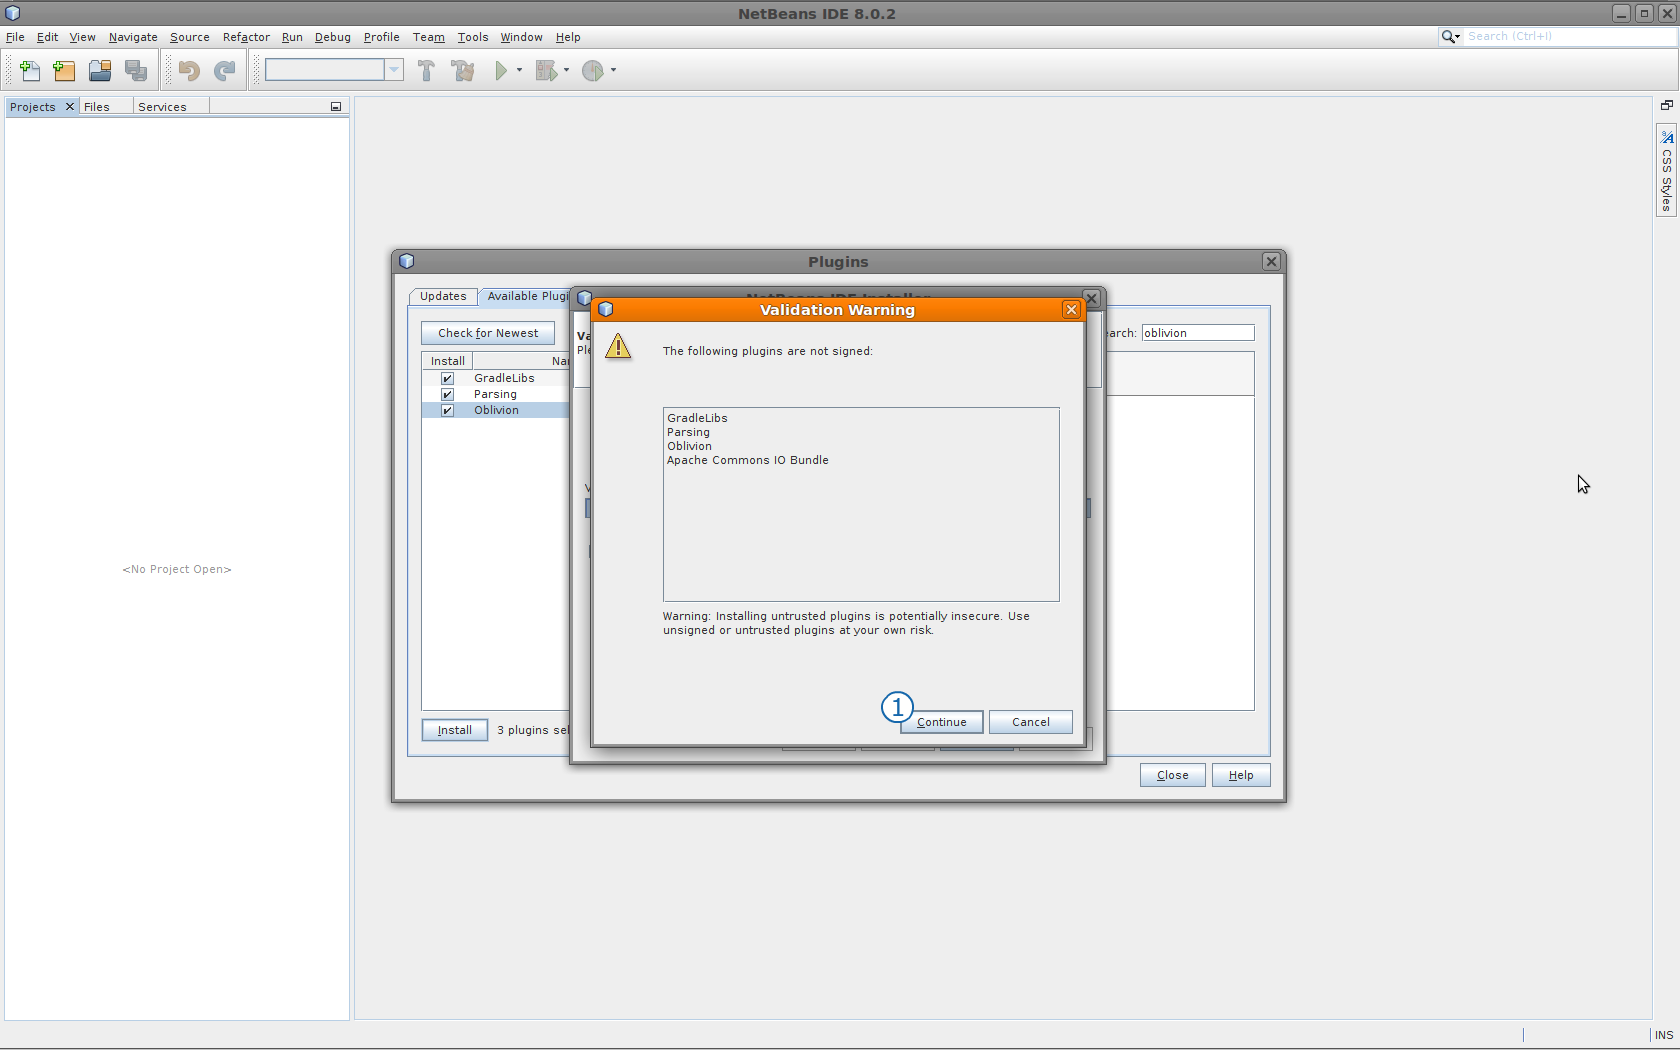 NetBeans IDE 8.0.2
File Edit View Navigate Source Refactor Run Debug Profile Team Tools Window Help
Search (Ctrl+I)
Projects Files Services
CSS Styles
<No Project Open>
Plugins
Updates Available Plugi
Check for Newest
earch: oblivion
Install Na
GradleLibs
Parsing
Oblivion
Install 3 plugins sel
Close Help
NetBeans IDE Installer
Va
Ple
Validation Warning
The following plugins are not signed:
GradleLibs
Parsing
Oblivion
Apache Commons IO Bundle
Warning: Installing untrusted plugins is potentially insecure. Use
unsigned or untrusted plugins at your own risk.
1
Continue Cancel
INS